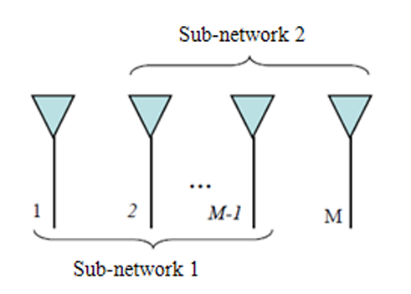 Sub-network 2
1 2 ... M-1 M
Sub-network 1